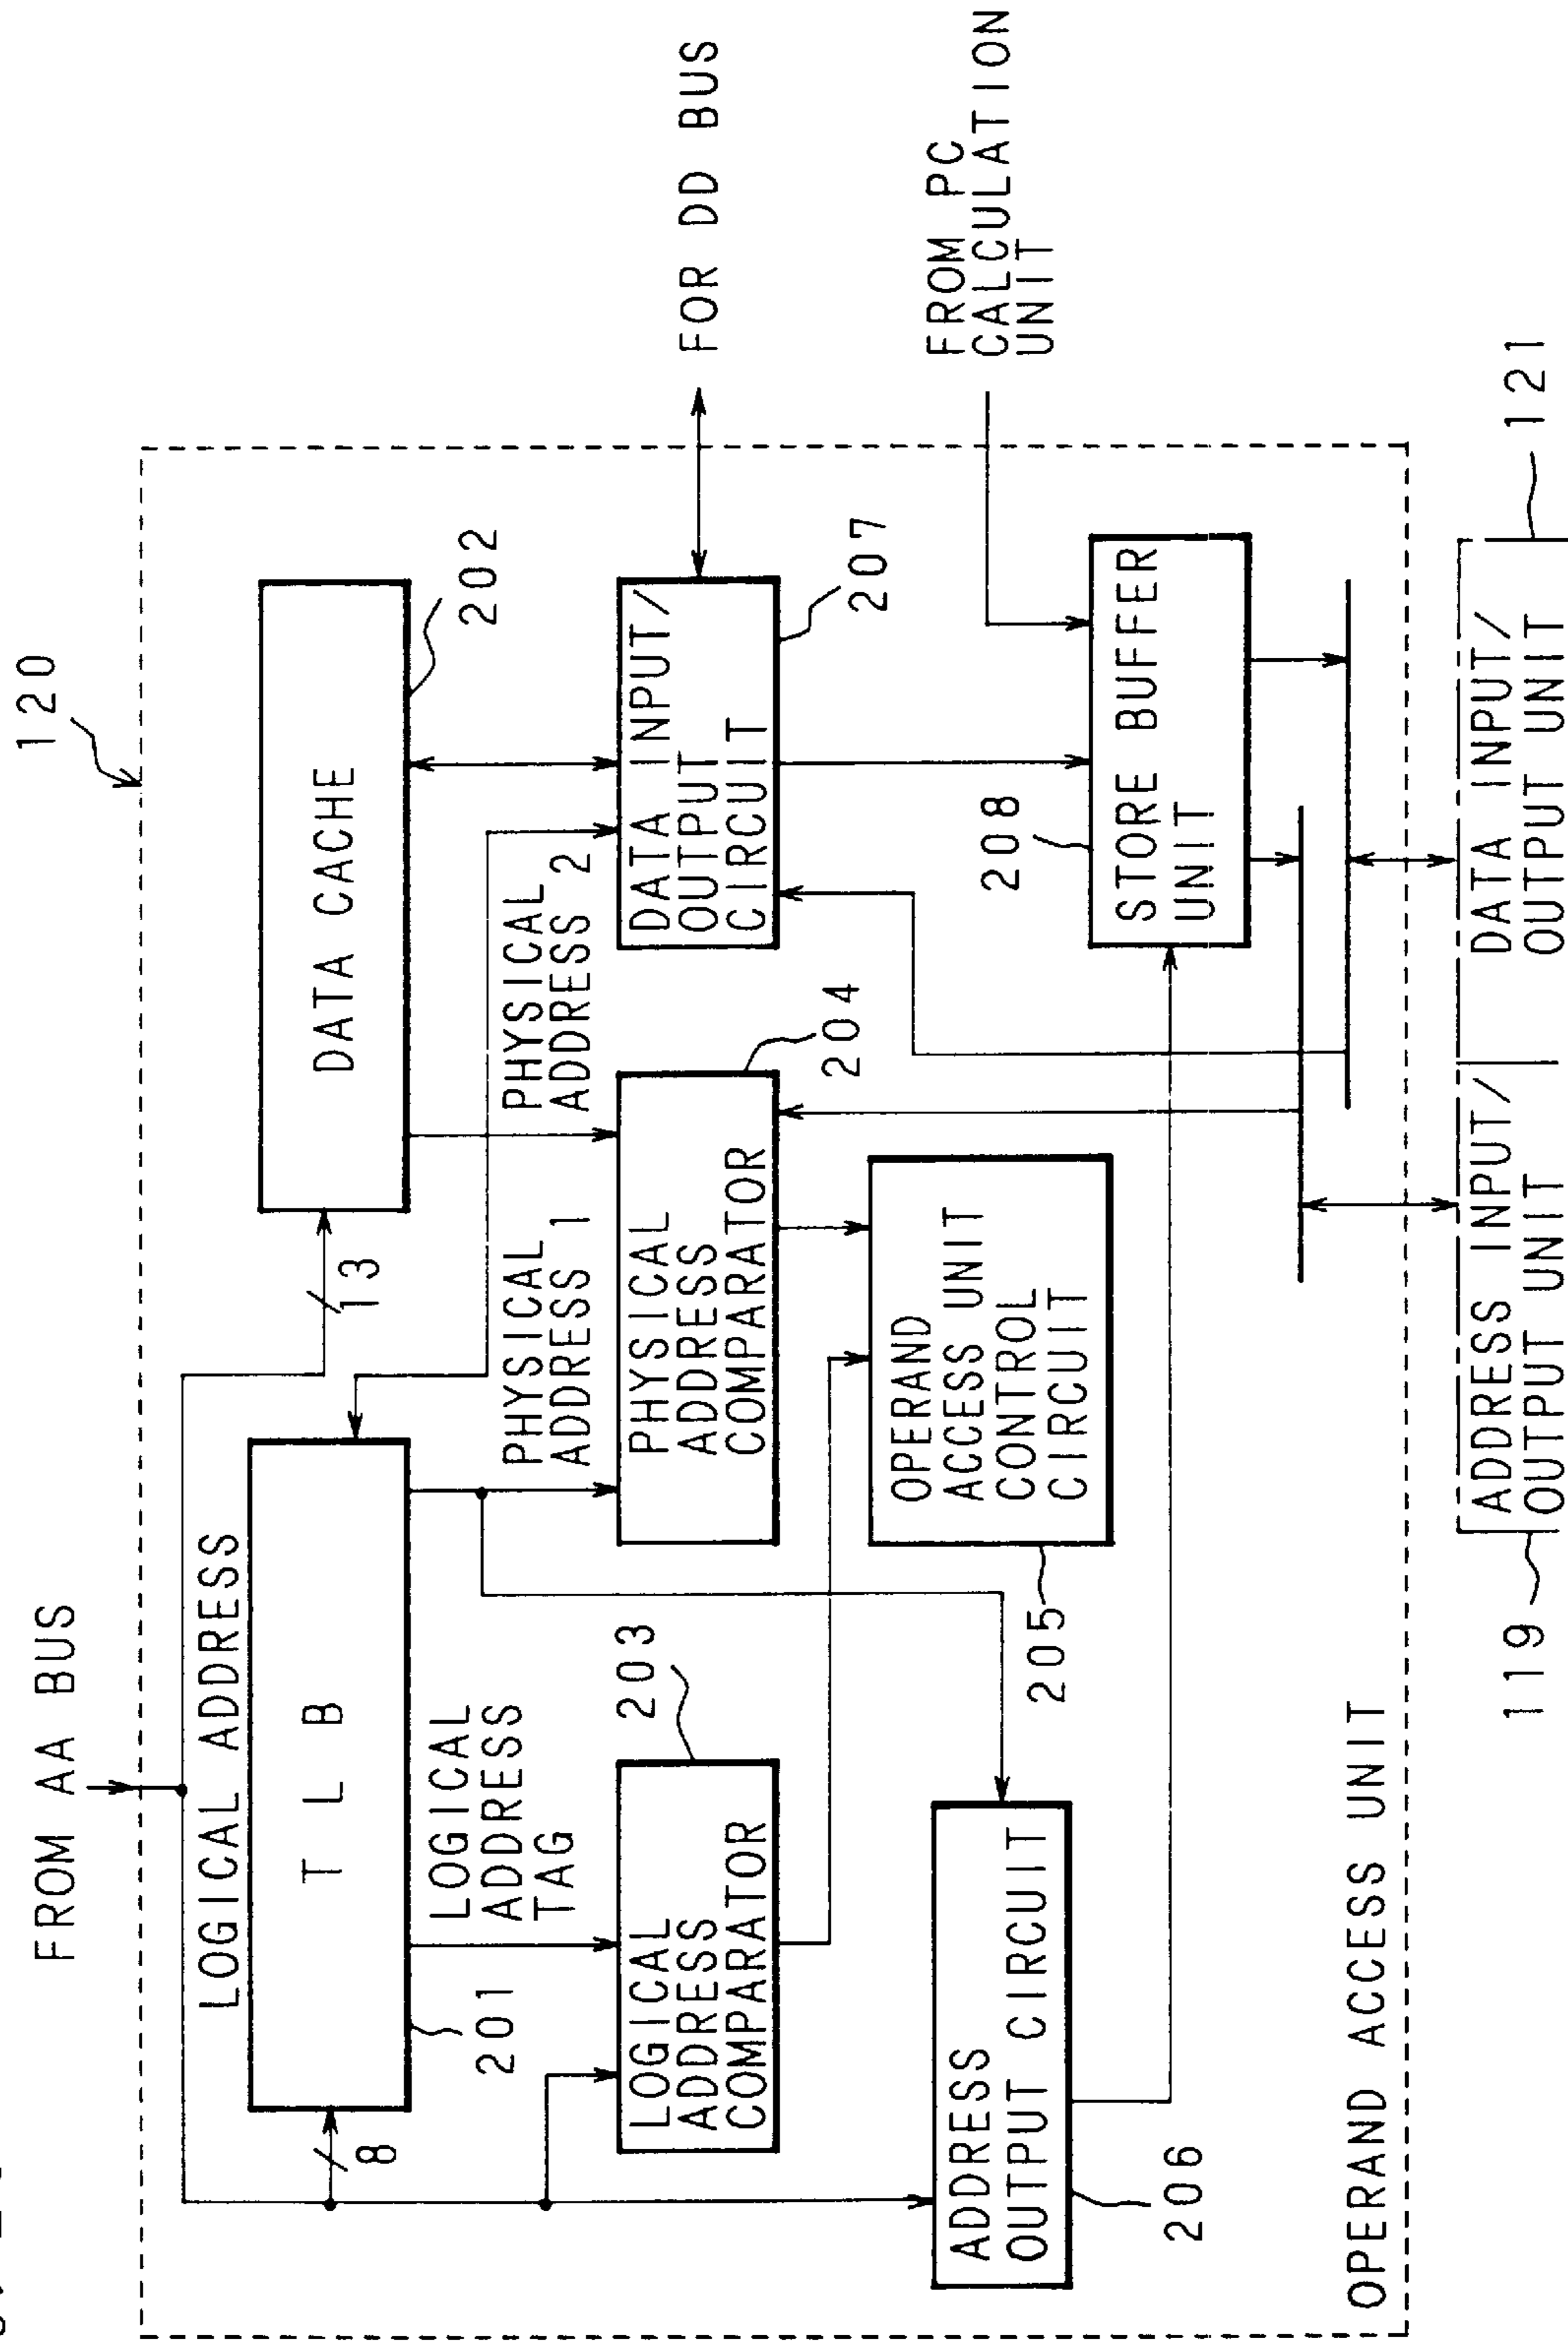 FROM AA BUS
120
LOGICAL ADDRESS
T L B
201
8
13
DATA CACHE
202
LOGICAL
ADDRESS
TAG
PHYSICAL
ADDRESS 1
PHYSICAL
ADDRESS 2
LOGICAL
ADDRESS
COMPARATOR
203
PHYSICAL
ADDRESS
COMPARATOR
204
DATA INPUT/
OUTPUT
CIRCUIT
207
FOR DD BUS
OPERAND
ACCESS UNIT
CONTROL
CIRCUIT
205
ADDRESS
OUTPUT CIRCUIT
206
208
STORE BUFFER
UNIT
FROM PC
CALCULATION
UNIT
OPERAND ACCESS UNIT
119
ADDRESS INPUT/
OUTPUT UNIT
DATA INPUT/
OUTPUT UNIT
121